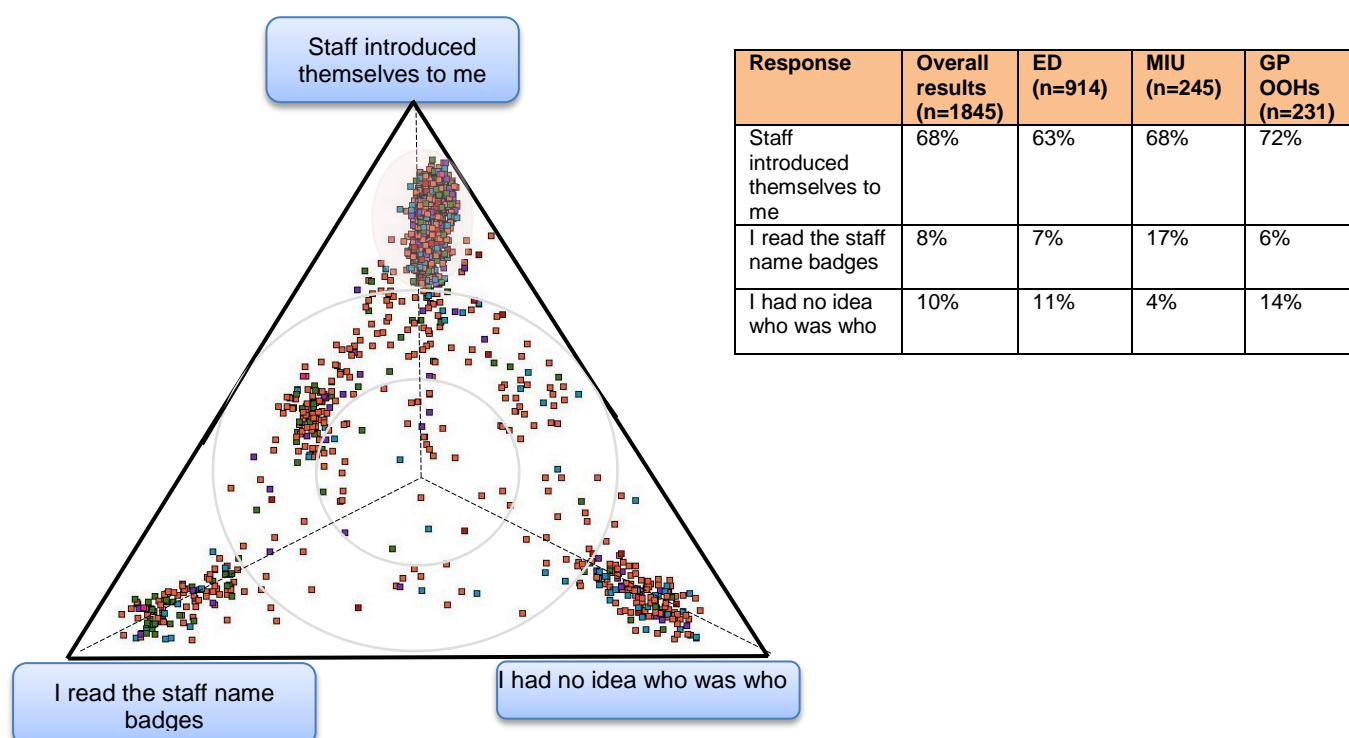 Staff introduced
themselves to me
I read the staff name
badges
I had no idea who was who
Response Overall results (n=1845) ED (n=914) MIU (n=245) GP OOHs (n=231)
Staff introduced themselves to me 68% 63% 68% 72%
I read the staff name badges 8% 7% 17% 6%
I had no idea who was who 10% 11% 4% 14%